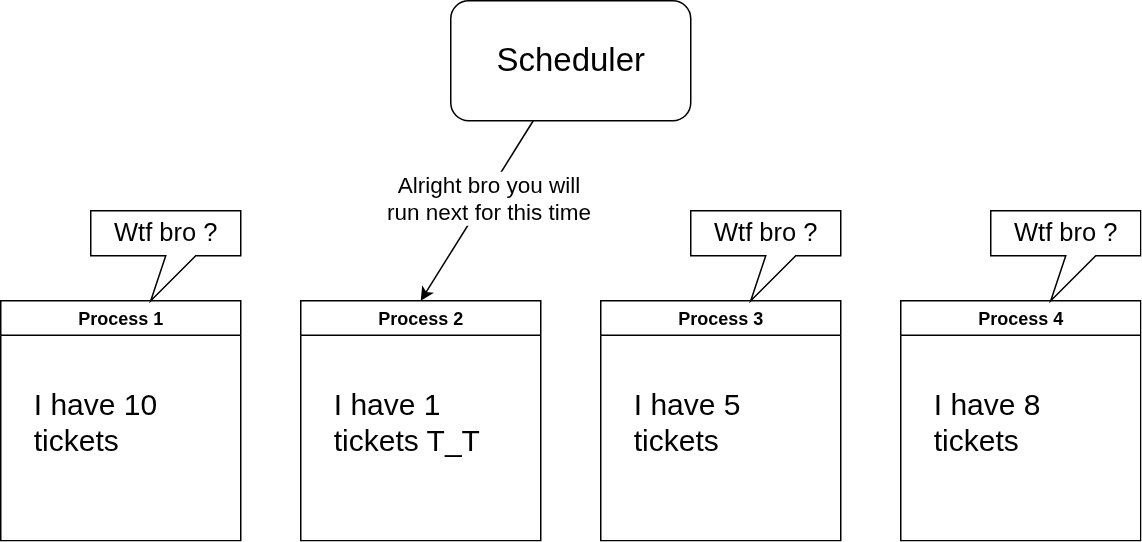 Scheduler
Alright bro you will
run next for this time
Wtf bro ?
Wtf bro ?
Wtf bro ?
Process 1
Process 2
Process 3
Process 4
I have 10
tickets
I have 1
tickets T_T
I have 5
tickets
I have 8
tickets